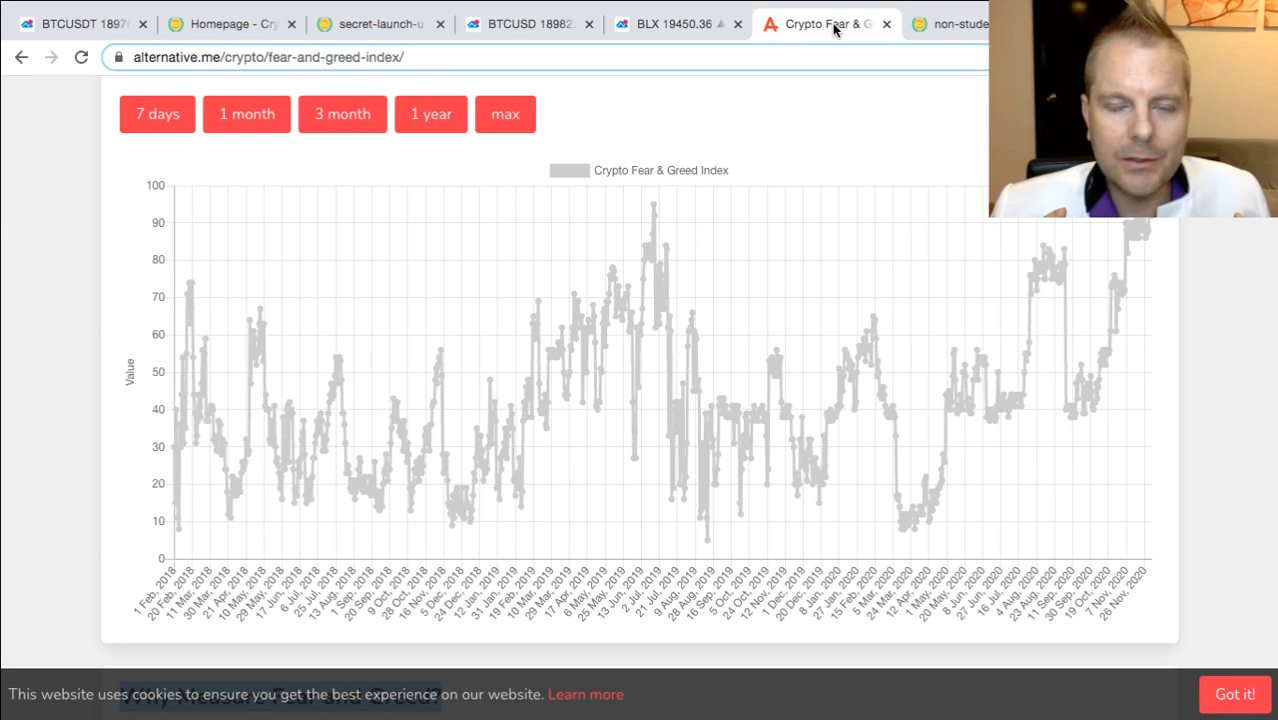 BTCUSDT 1897
Homepage - Cry
secret-launch-u
BTCUSD 18982.
BLX 19450.36
Crypto Fear & G
non-stude
alternative.me/crypto/fear-and-greed-index/
7 days
1 month
3 month
1 year
max
Crypto Fear & Greed Index
100
90
80
70
60
50
40
30
20
10
0
Value
1 Feb, 2018
20 Feb, 2018
11 Mar, 2018
30 Mar, 2018
21 Apr, 2018
10 May, 2018
29 May, 2018
17 Jun, 2018
6 Jul, 2018
25 Jul, 2018
13 Aug, 2018
1 Sep, 2018
20 Sep, 2018
9 Oct, 2018
28 Oct, 2018
16 Nov, 2018
5 Dec, 2018
24 Dec, 2018
12 Jan, 2019
31 Jan, 2019
19 Feb, 2019
10 Mar, 2019
29 Mar, 2019
17 Apr, 2019
6 May, 2019
25 May, 2019
13 Jun, 2019
2 Jul, 2019
21 Jul, 2019
9 Aug, 2019
28 Aug, 2019
16 Sep, 2019
5 Oct, 2019
24 Oct, 2019
12 Nov, 2019
1 Dec, 2019
20 Dec, 2019
8 Jan, 2020
27 Jan, 2020
15 Feb, 2020
5 Mar, 2020
24 Mar, 2020
12 Apr, 2020
1 May, 2020
20 May, 2020
8 Jun, 2020
27 Jun, 2020
16 Jul, 2020
4 Aug, 2020
23 Aug, 2020
11 Sep, 2020
30 Sep, 2020
19 Oct, 2020
7 Nov, 2020
26 Nov, 2020
Why Measure Fear and Greed?
This website uses cookies to ensure you get the best experience on our website. Learn more
Got it!